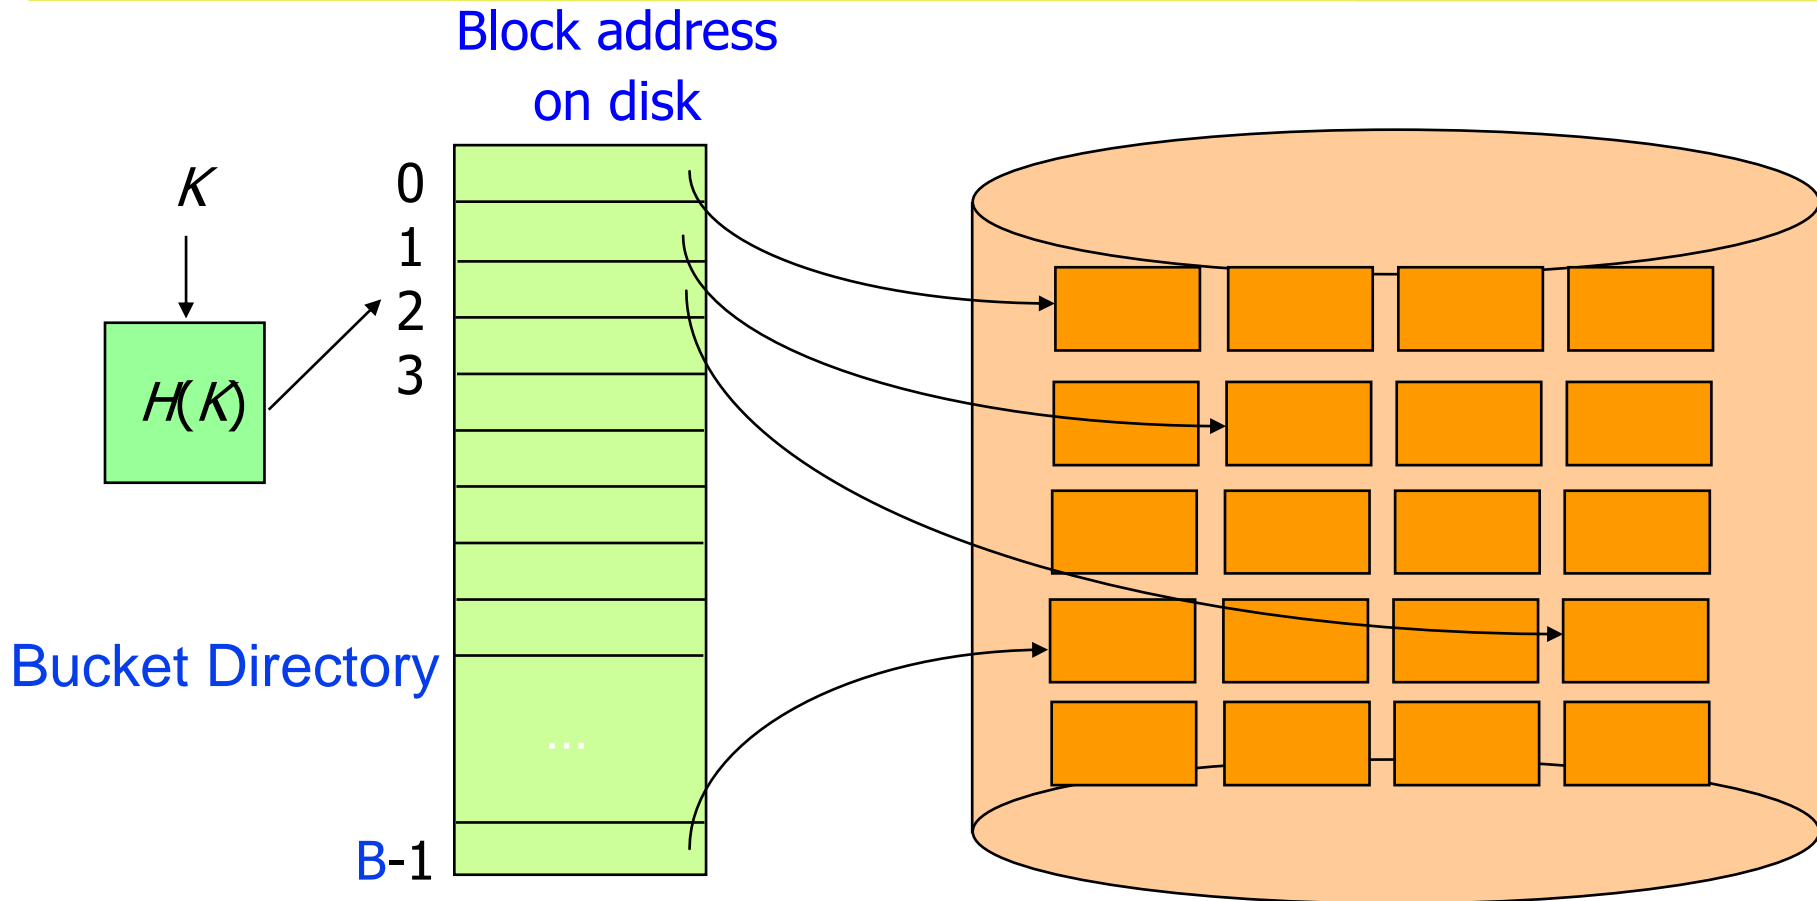 Block address
on disk
K
0
1
2
3
H(K)
Bucket Directory
...
B-1